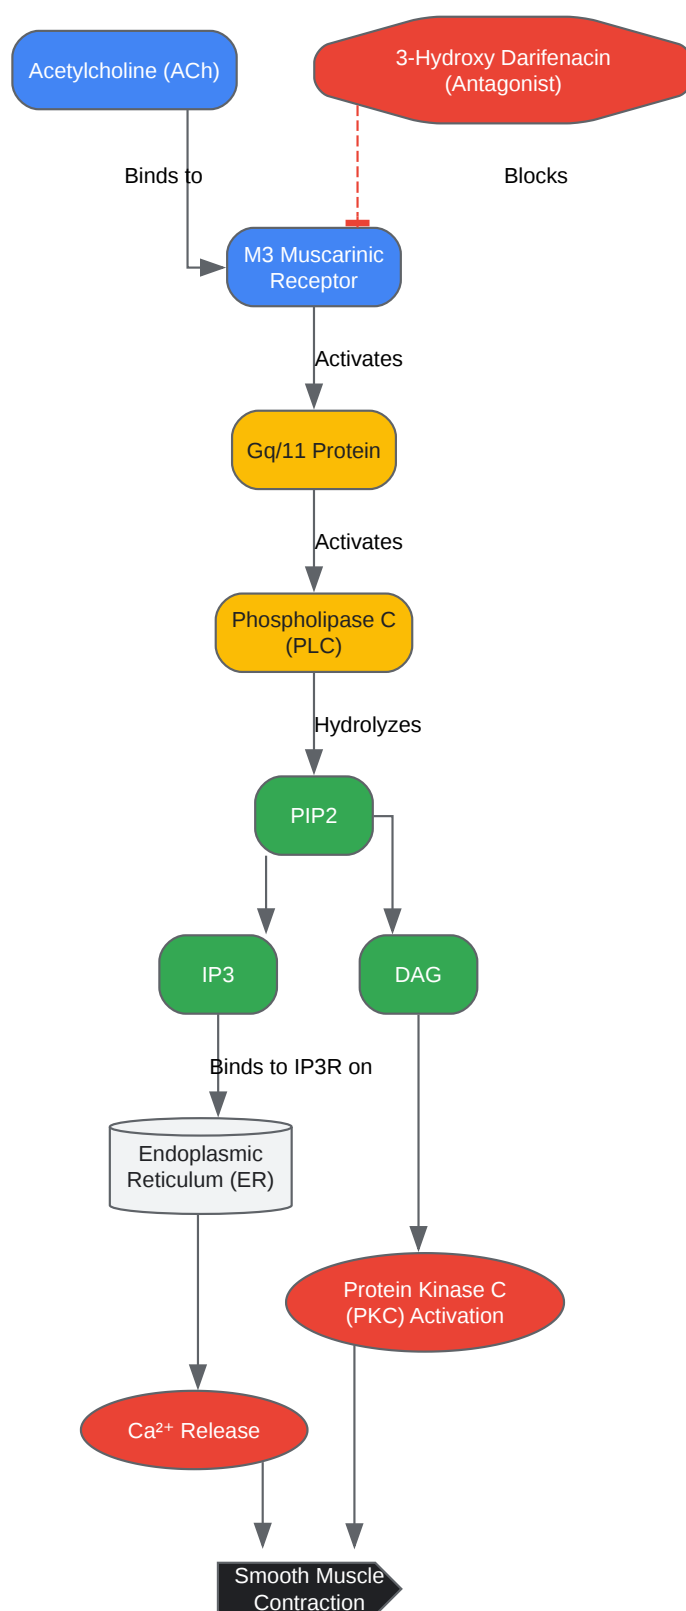 Acetylcholine (ACh)
3-Hydroxy Darifenacin
(Antagonist)
Binds to
Blocks
M3 Muscarinic
Receptor
Activates
Gq/11 Protein
Activates
Phospholipase C
(PLC)
Hydrolyzes
PIP2
IP3
DAG
Binds to IP3R on
Endoplasmic
Reticulum (ER)
Protein Kinase C
(PKC) Activation
Ca²⁺ Release
Smooth Muscle
Contraction